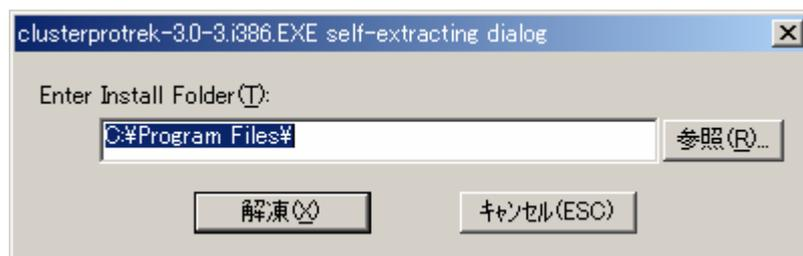 clusterprotrek-3.0-3.i386.EXE self-extracting dialog
Enter Install Folder(T):
C:¥Program Files¥
参照(R)...
解凍(X)
キャンセル(ESC)